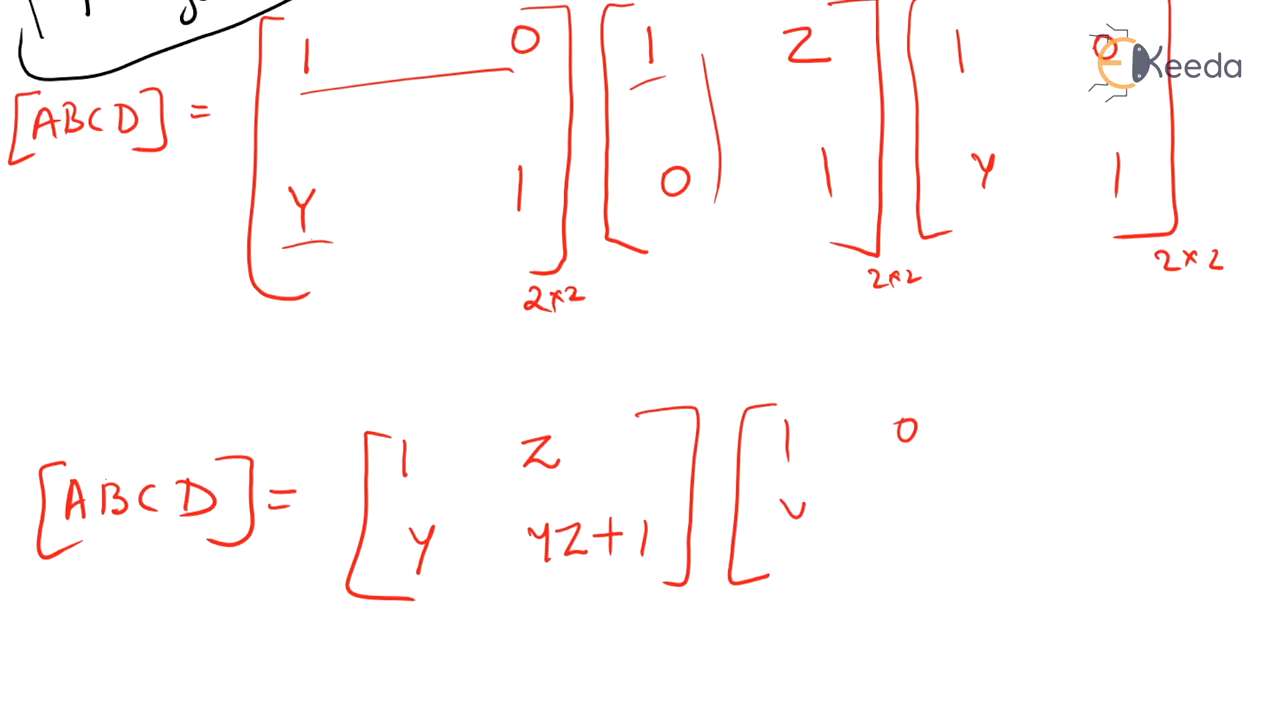 1 0 1 Z 1 0
[ABCD] =
Y 1 0 1 Y 1
2×2 2×2 2×2
eKeeda
1 Z 1 0
[ABCD] =
Y YZ+1